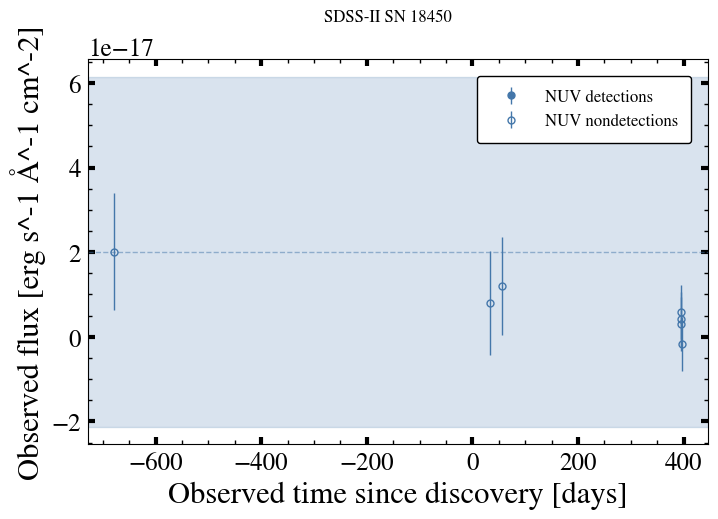 SDSS-II SN 18450
1e−17
Observed flux [erg s^-1 Å^-1 cm^-2]
6
4
2
0
−2
NUV detections
NUV nondetections
−600
−400
−200
0
200
400
Observed time since discovery [days]